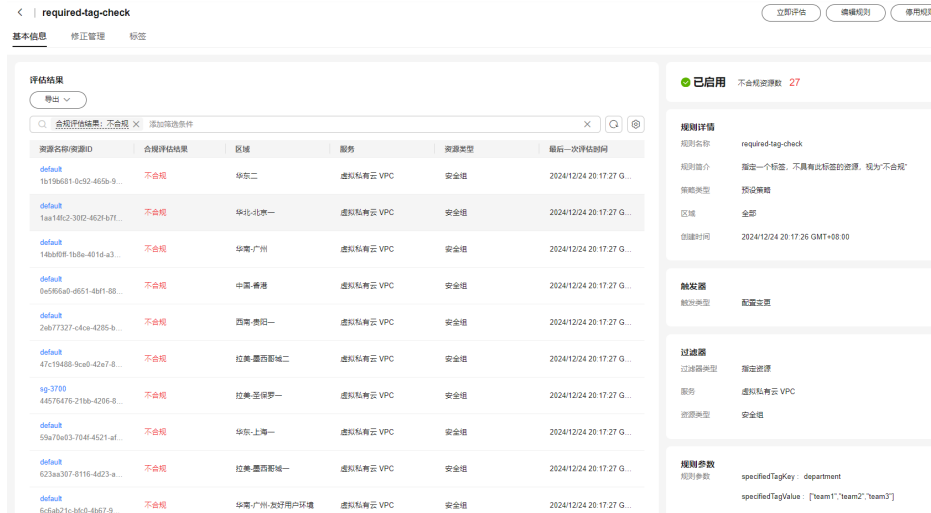 required-tag-check
立即评估
编辑规则
停用规则
基本信息
修正管理
标签
评估结果
导出
合规评估结果：不合规
添加筛选条件
资源名称/资源ID 合规评估结果 区域 服务 资源类型 最后一次评估时间
default
1b19b681-0c92-465b-9... 不合规 华东二 虚拟私有云 VPC 安全组 2024/12/24 20:17:27 G...
default
1aa14fc2-30f2-462f-b7f... 不合规 华北-北京一 虚拟私有云 VPC 安全组 2024/12/24 20:17:27 G...
default
14bbf0ff-1b8e-401d-a3... 不合规 华南-广州 虚拟私有云 VPC 安全组 2024/12/24 20:17:27 G...
default
0e5f66a0-d651-4bf1-88... 不合规 中国-香港 虚拟私有云 VPC 安全组 2024/12/24 20:17:27 G...
default
2eb77327-c4ce-4285-b... 不合规 西南-贵阳一 虚拟私有云 VPC 安全组 2024/12/24 20:17:27 G...
default
47c19488-9ce0-42e7-8... 不合规 拉美-墨西哥城二 虚拟私有云 VPC 安全组 2024/12/24 20:17:27 G...
sg-3700
44576476-21bb-4206-8... 不合规 拉美-圣保罗一 虚拟私有云 VPC 安全组 2024/12/24 20:17:27 G...
default
59a70e03-704f-4521-af... 不合规 华东-上海一 虚拟私有云 VPC 安全组 2024/12/24 20:17:27 G...
default
623aa307-8116-4d23-a... 不合规 拉美-墨西哥城一 虚拟私有云 VPC 安全组 2024/12/24 20:17:27 G...
default
6c6ab21c-bfc0-4b67-9... 不合规 华南-广州-友好用户环境 虚拟私有云 VPC 安全组 2024/12/24 20:17:27 G...
已启用 不合规资源数 27
规则详情
规则名称 required-tag-check
规则简介 指定一个标签，不具有此标签的资源，视为“不合规”
策略类型 预设策略
区域 全部
创建时间 2024/12/24 20:17:26 GMT+08:00
触发器
触发类型 配置变更
过滤器
过滤器类型 指定资源
服务 虚拟私有云 VPC
资源类型 安全组
规则参数
规则参数 specifiedTagKey : department
specifiedTagValue : ["team1","team2","team3"]